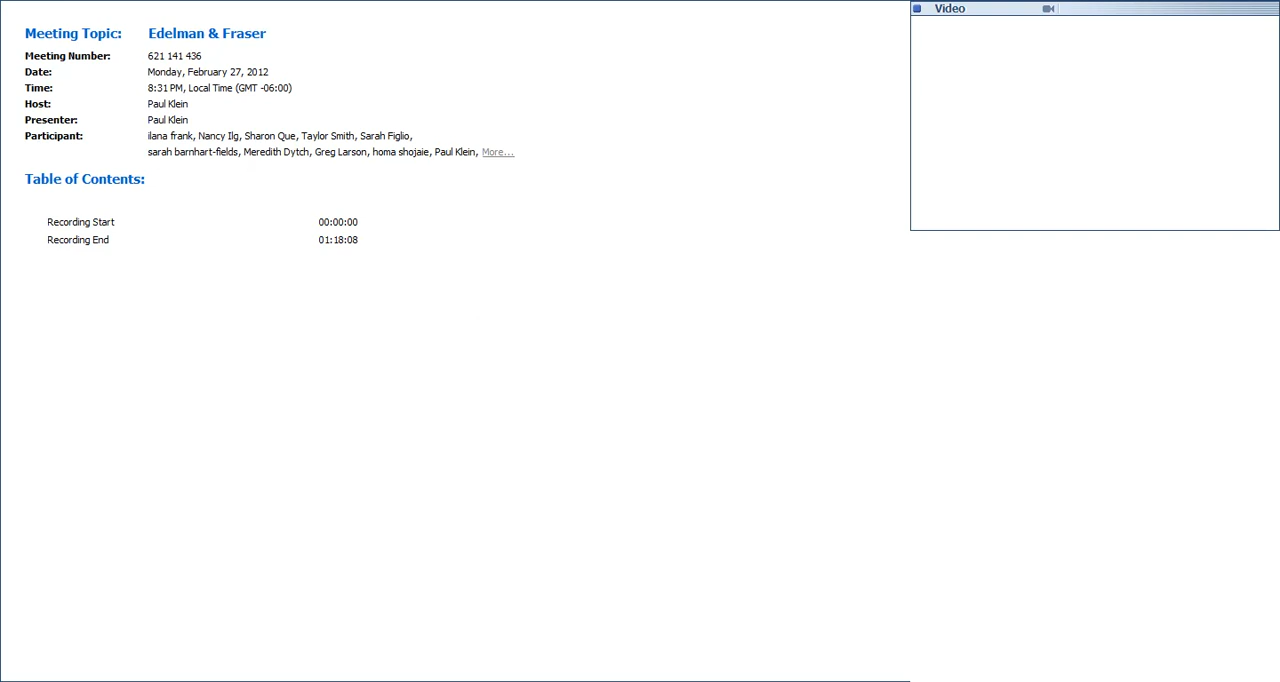 Meeting Topic: Edelman & Fraser
Meeting Number: 621 141 436
Date: Monday, February 27, 2012
Time: 8:31 PM, Local Time (GMT -06:00)
Host: Paul Klein
Presenter: Paul Klein
Participant: ilana frank, Nancy Ilg, Sharon Que, Taylor Smith, Sarah Figlio,
sarah barnhart-fields, Meredith Dytch, Greg Larson, homa shojaie, Paul Klein, More...
Table of Contents:
Recording Start 00:00:00
Recording End 01:18:08
Video